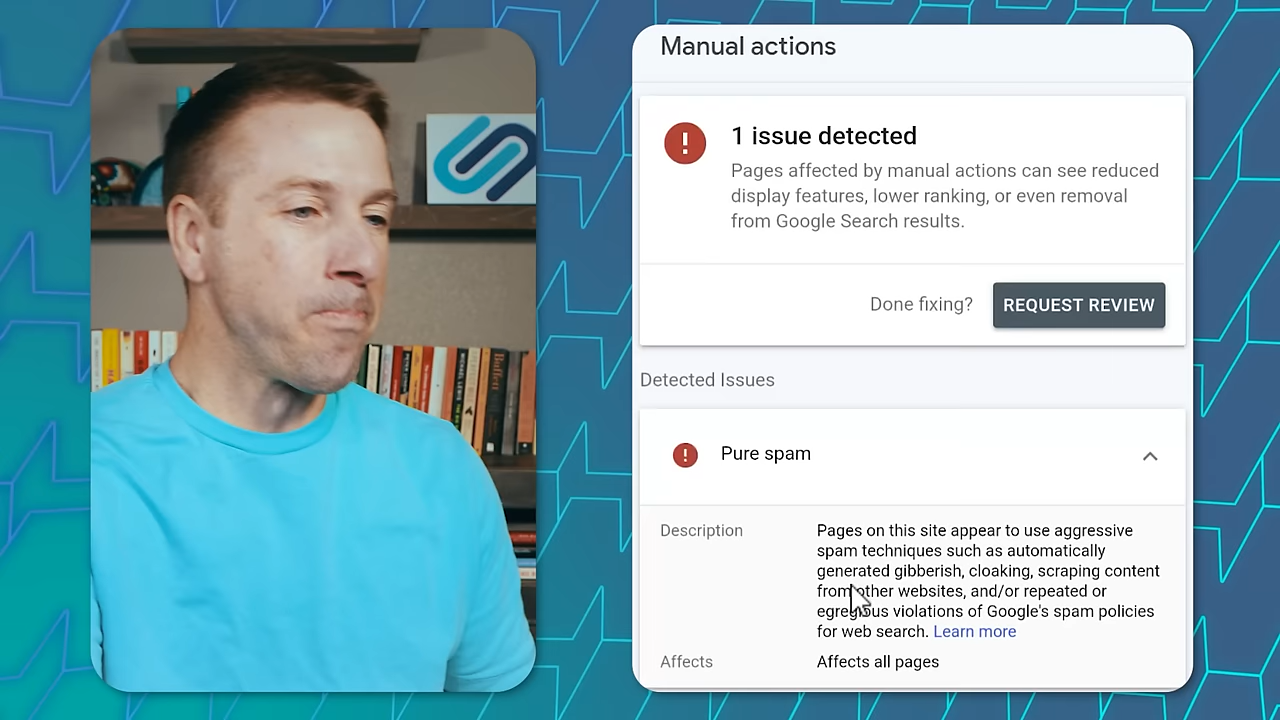 Manual actions
1 issue detected
Pages affected by manual actions can see reduced
display features, lower ranking, or even removal
from Google Search results.
Done fixing?
REQUEST REVIEW
Detected Issues
Pure spam
Description
Pages on this site appear to use aggressive
spam techniques such as automatically
generated gibberish, cloaking, scraping content
from other websites, and/or repeated or
egregious violations of Google's spam policies
for web search. Learn more
Affects
Affects all pages
Buffett
MICHAEL LEWIS